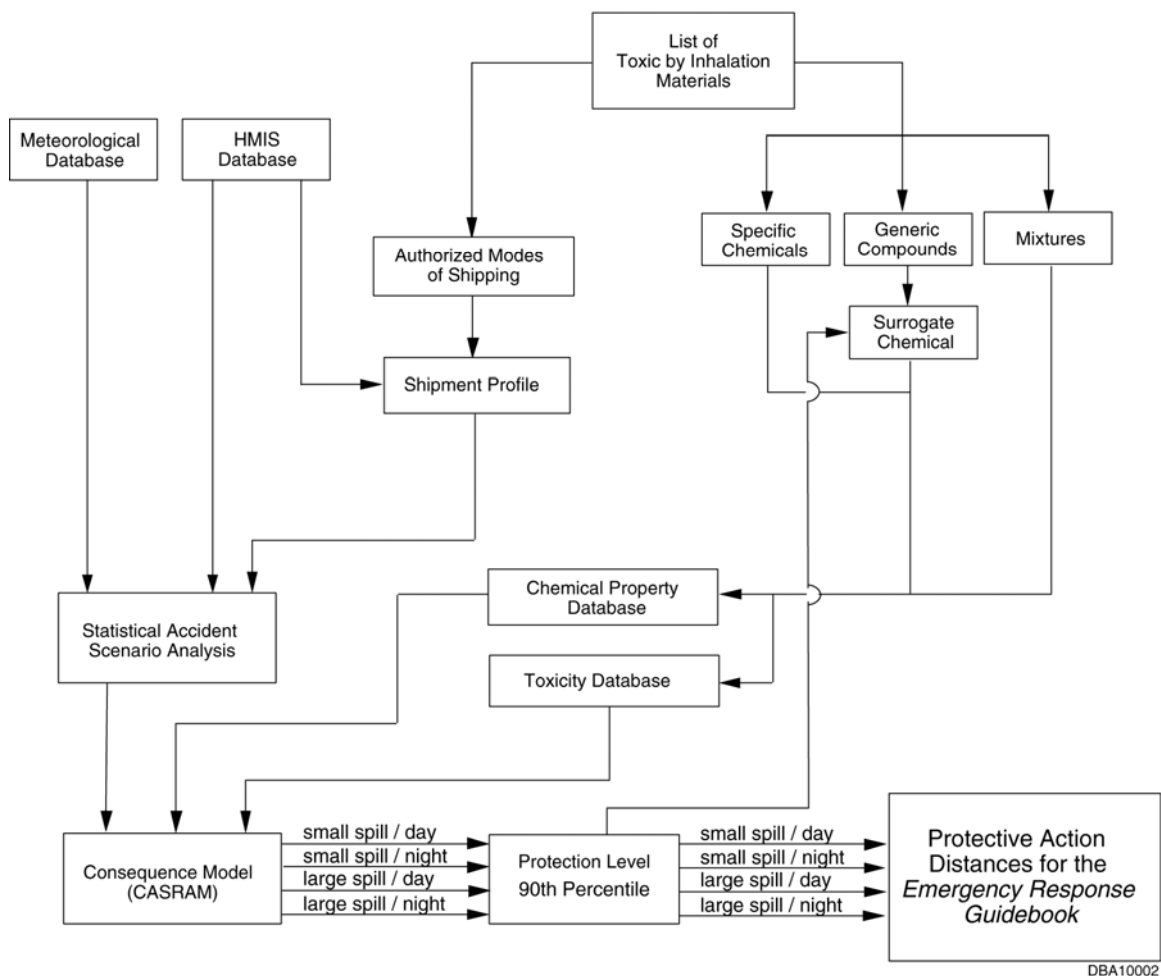 List of
Toxic by Inhalation
Materials
Meteorological
Database
HMIS
Database
Specific
Chemicals
Generic
Compounds
Mixtures
Authorized Modes
of Shipping
Surrogate
Chemical
Shipment Profile
Chemical Property
Database
Statistical Accident
Scenario Analysis
Toxicity Database
Consequence Model
(CASRAM)
small spill / day
small spill / night
large spill / day
large spill / night
Protection Level
90th Percentile
small spill / day
small spill / night
large spill / day
large spill / night
Protective Action
Distances for the
Emergency Response
Guidebook
DBA10002